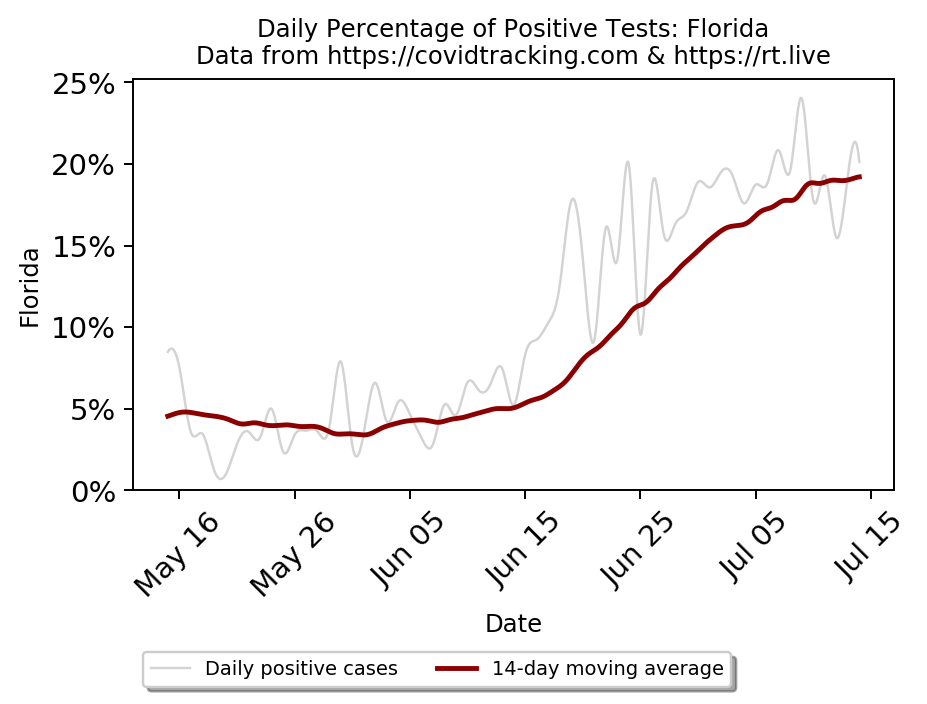 Daily Percentage of Positive Tests: Florida
Data from https://covidtracking.com & https://rt.live
25%
20%
15%
10%
5%
0%
Florida
May 16
May 26
Jun 05
Jun 15
Jun 25
Jul 05
Jul 15
Date
Daily positive cases
14-day moving average